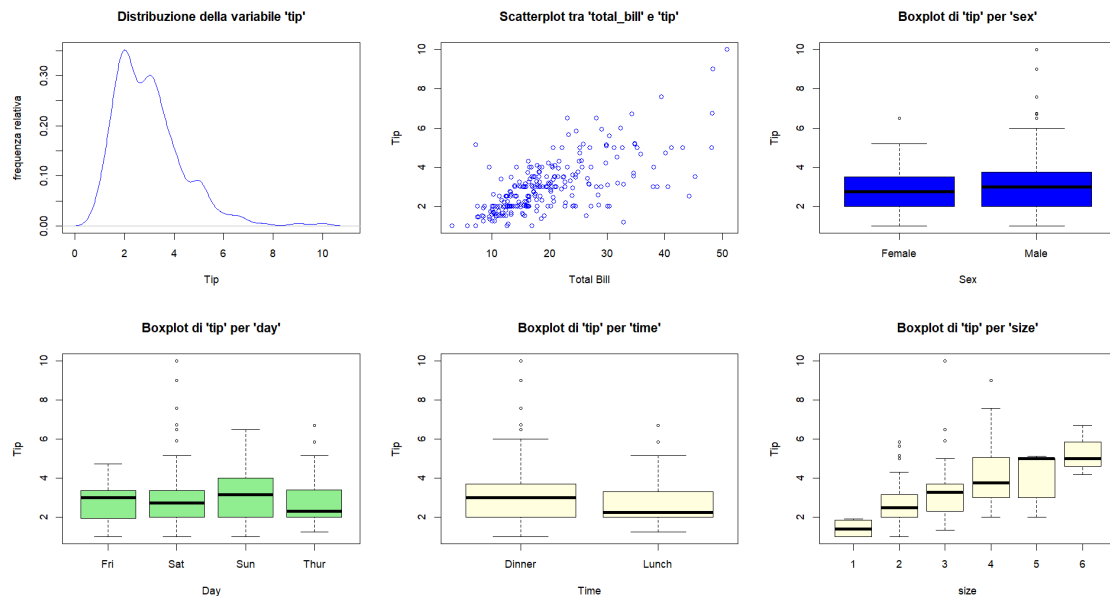 Distribuzione della variabile 'tip'
frequenza relativa
0.00 0.10 0.20 0.30
0 2 4 6 8 10
Tip
Scatterplot tra 'total_bill' e 'tip'
Tip
2 4 6 8 10
10 20 30 40 50
Total Bill
Boxplot di 'tip' per 'sex'
Tip
2 4 6 8 10
Female Male
Sex
Boxplot di 'tip' per 'day'
Tip
2 4 6 8 10
Fri Sat Sun Thur
Day
Boxplot di 'tip' per 'time'
Tip
2 4 6 8 10
Dinner Lunch
Time
Boxplot di 'tip' per 'size'
Tip
2 4 6 8 10
1 2 3 4 5 6
size